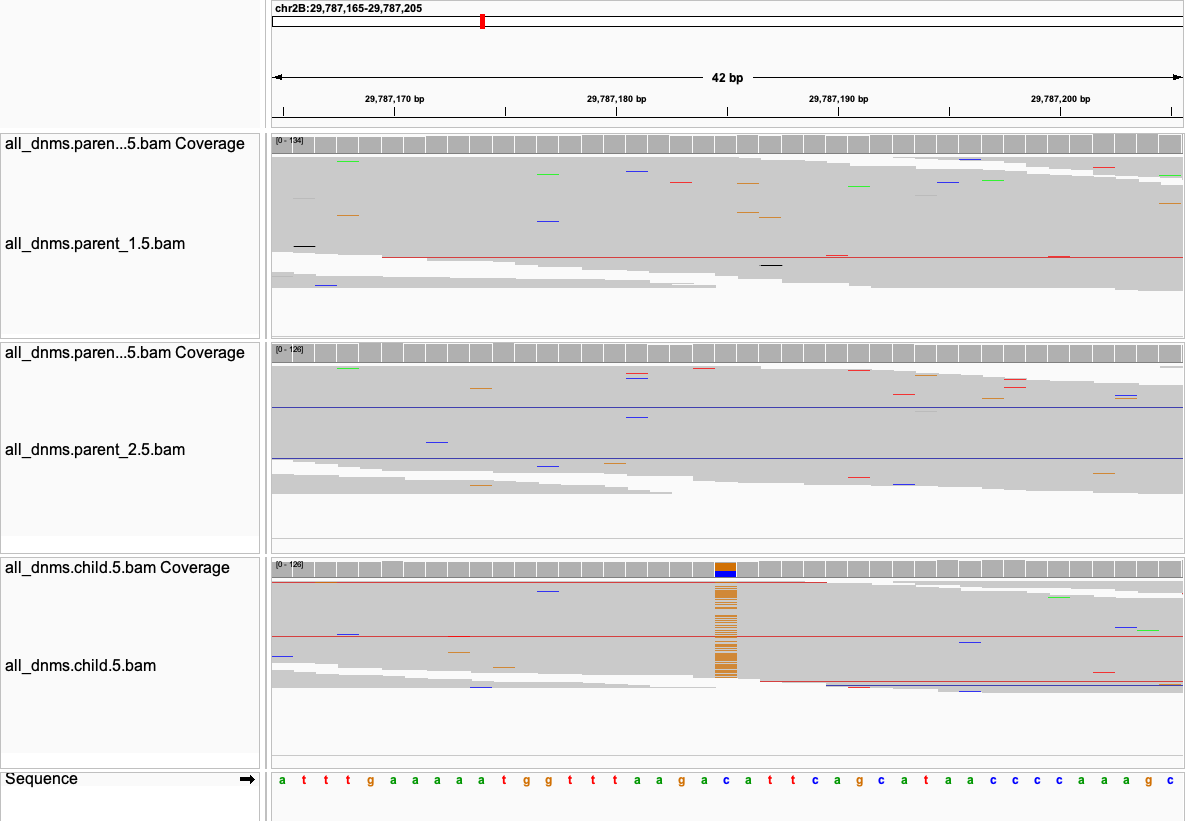 chr2B:29,787,165-29,787,205
42 bp
29,787,170 bp 29,787,180 bp 29,787,190 bp 29,787,200 bp
all_dnms.paren...5.bam Coverage
[0 - 134]
all_dnms.parent_1.5.bam
all_dnms.paren...5.bam Coverage
[0 - 126]
all_dnms.parent_2.5.bam
all_dnms.child.5.bam Coverage
[0 - 126]
all_dnms.child.5.bam
Sequence
a t t t g a a a a a t g g t t t a a g a c a t t c a g c a t a a c c c c a a a g c